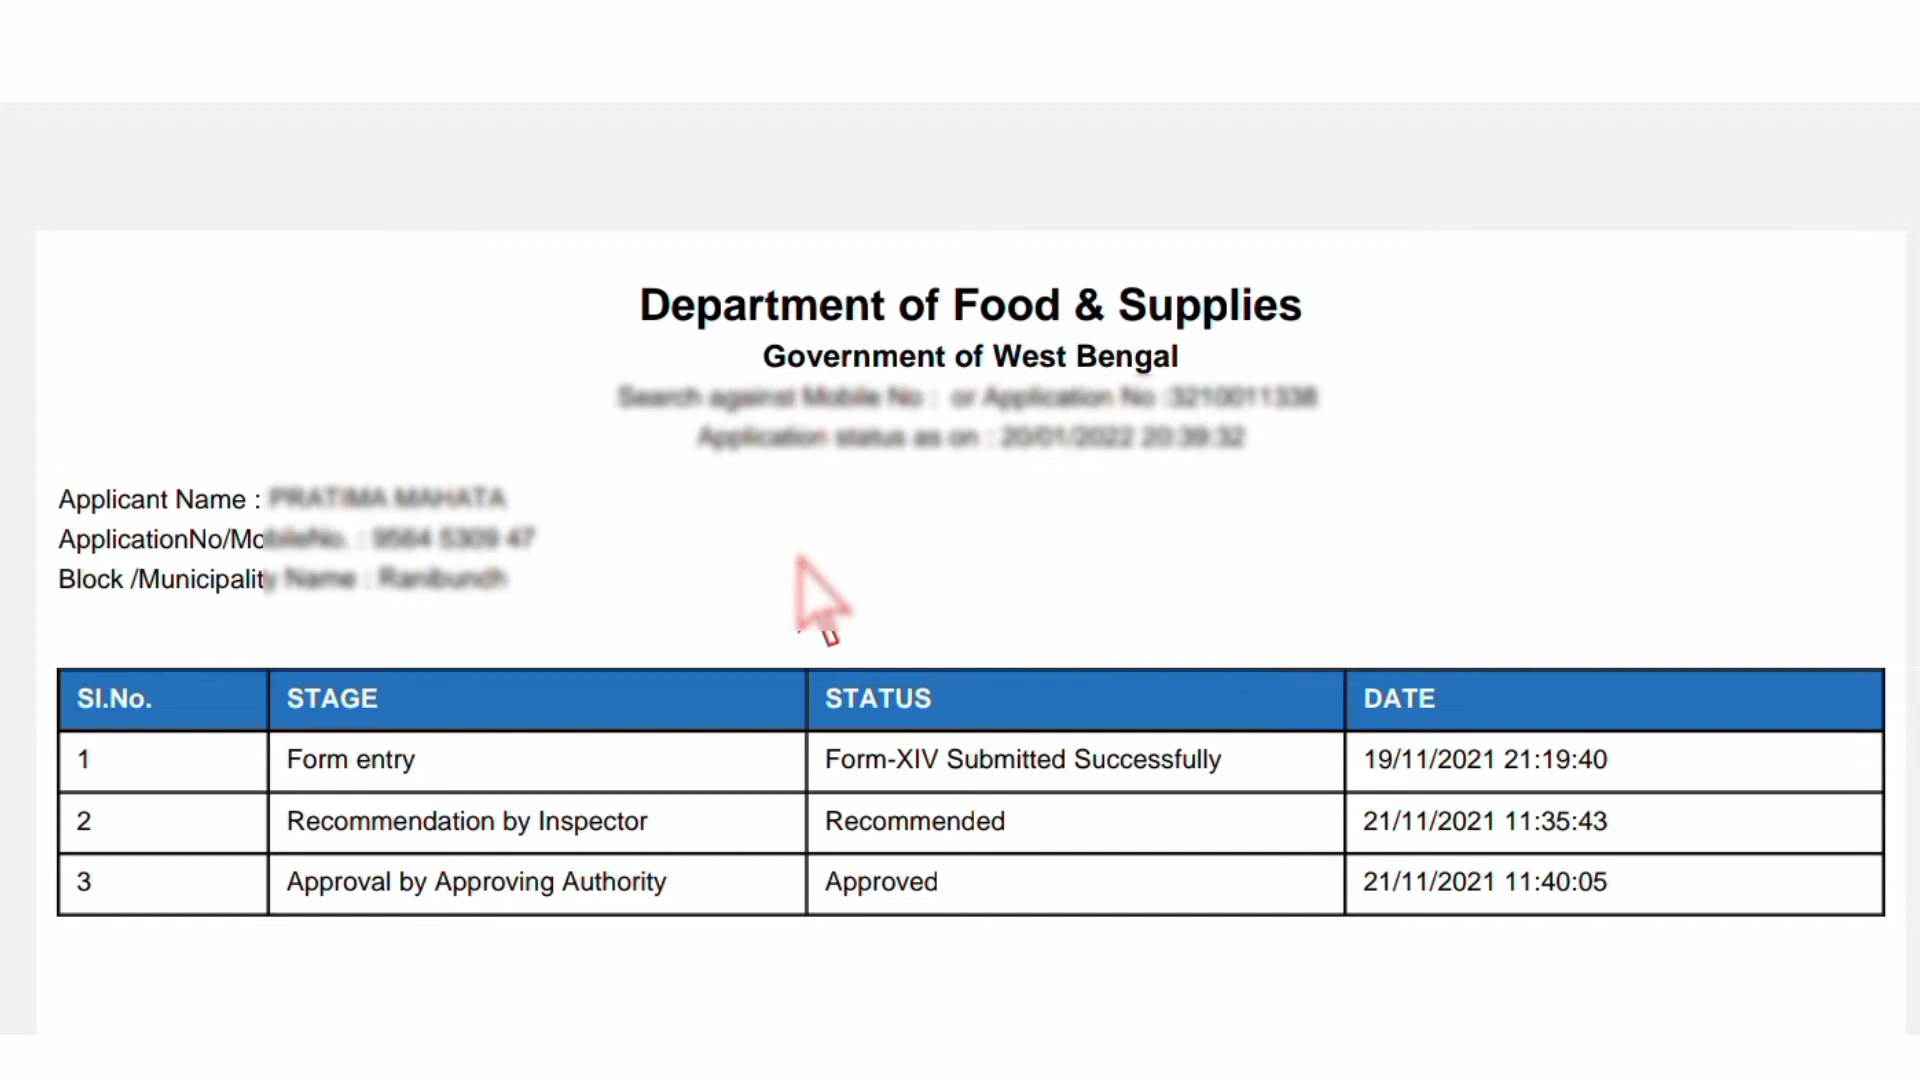 Department of Food & Supplies
Government of West Bengal
Applicant Name :
ApplicationNo/Mo
Block /Municipality
Sl.No. STAGE STATUS DATE
1 Form entry Form-XIV Submitted Successfully 19/11/2021 21:19:40
2 Recommendation by Inspector Recommended 21/11/2021 11:35:43
3 Approval by Approving Authority Approved 21/11/2021 11:40:05